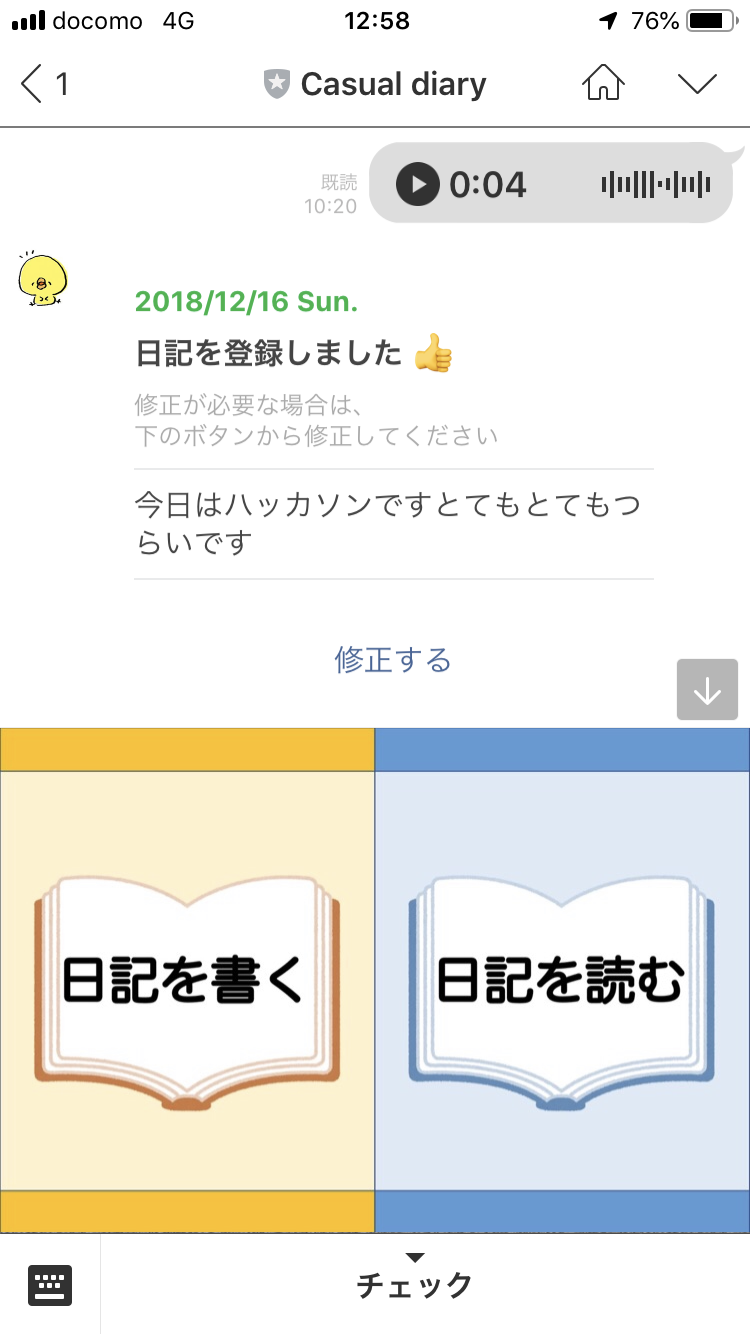 docomo 4G 12:58 76%
1 Casual diary
既読
10:20
0:04
2018/12/16 Sun.
日記を登録しました 👍
修正が必要な場合は、
下のボタンから修正してください
今日はハッカソンですとてもとてもつ
らいです
修正する
日記を書く
日記を読む
チェック